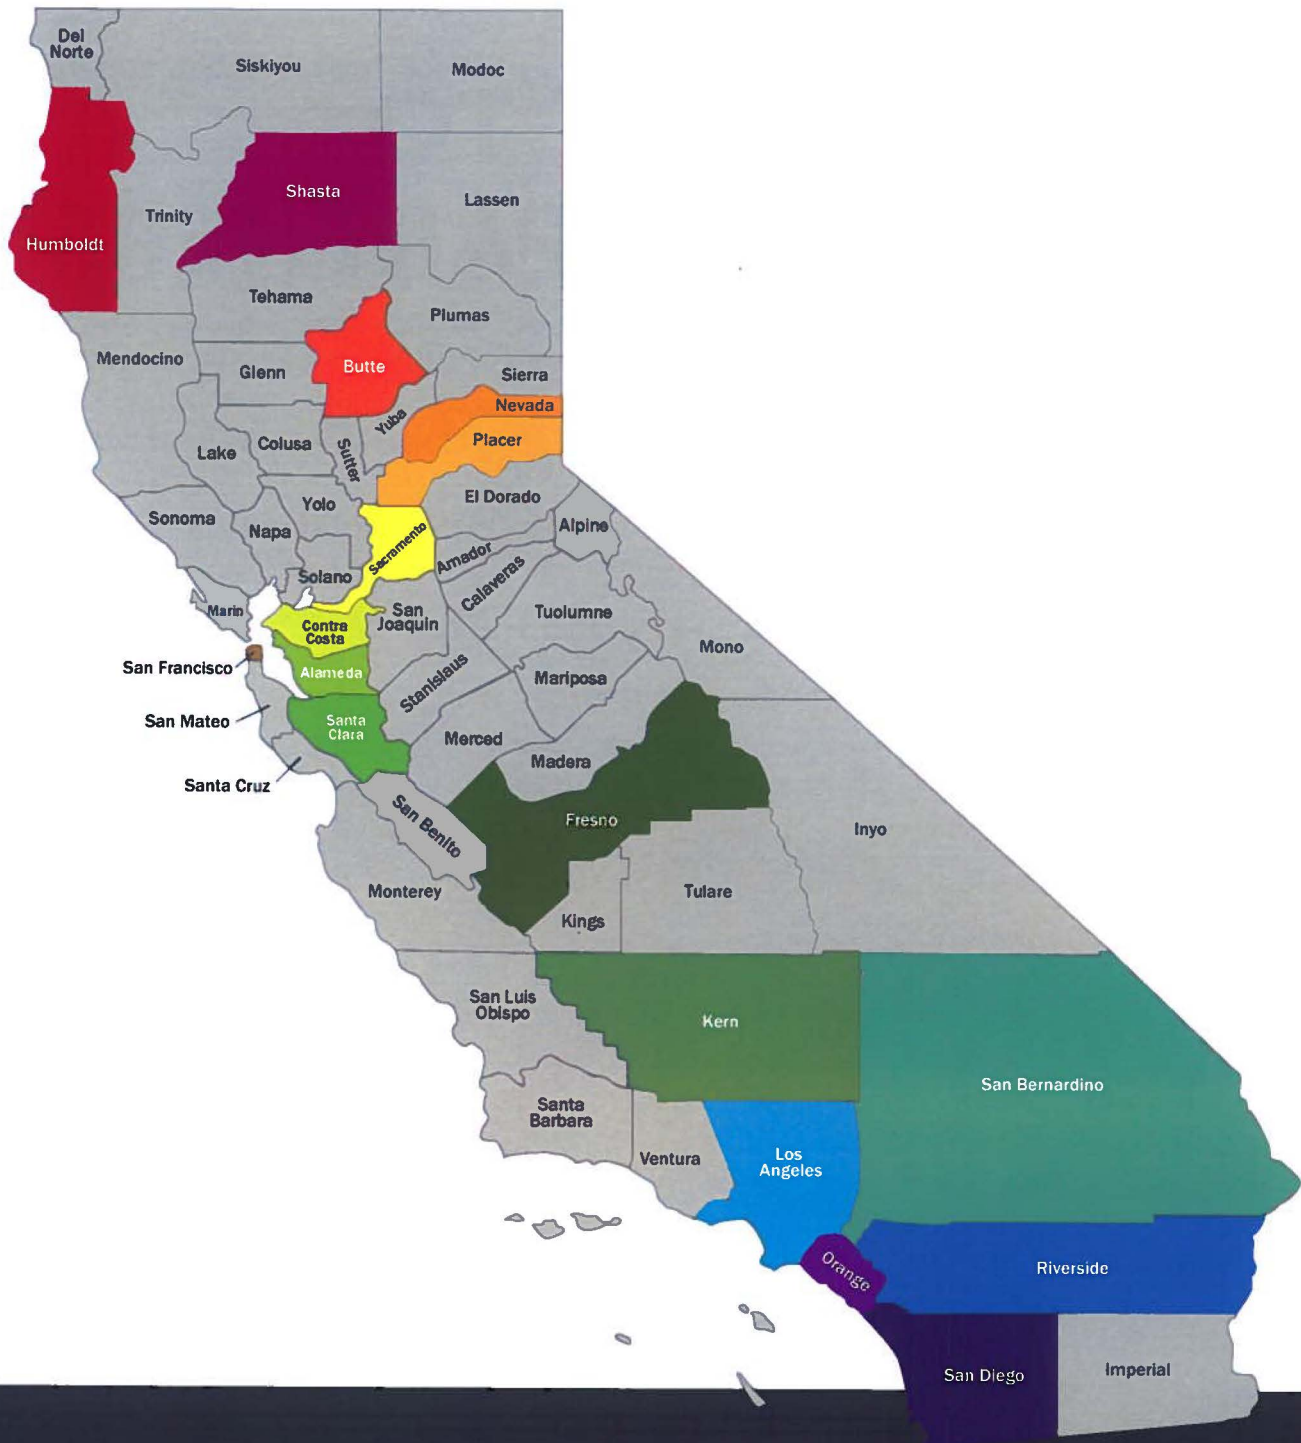 Del
Norte
Siskiyou
Modoc
Shasta
Lassen
Trinity
Humboldt
Tehama
Plumas
Mendocino
Glenn
Butte
Sierra
Nevada
Yuba
Placer
Lake
Colusa
Sutter
El Dorado
Yolo
Sonoma
Napa
Sacramento
Alpine
Amador
Solano
Calaveras
Marin
San
Joaquin
Tuolumne
Contra
Costa
Mono
San Francisco
Alameda
Stanislaus
Mariposa
San Mateo
Santa
Clara
Merced
Madera
Santa Cruz
San Benito
Fresno
Inyo
Monterey
Tulare
Kings
San Luis
Obispo
Kern
San Bernardino
Santa
Barbara
Ventura
Los
Angeles
Orange
Riverside
San Diego
Imperial